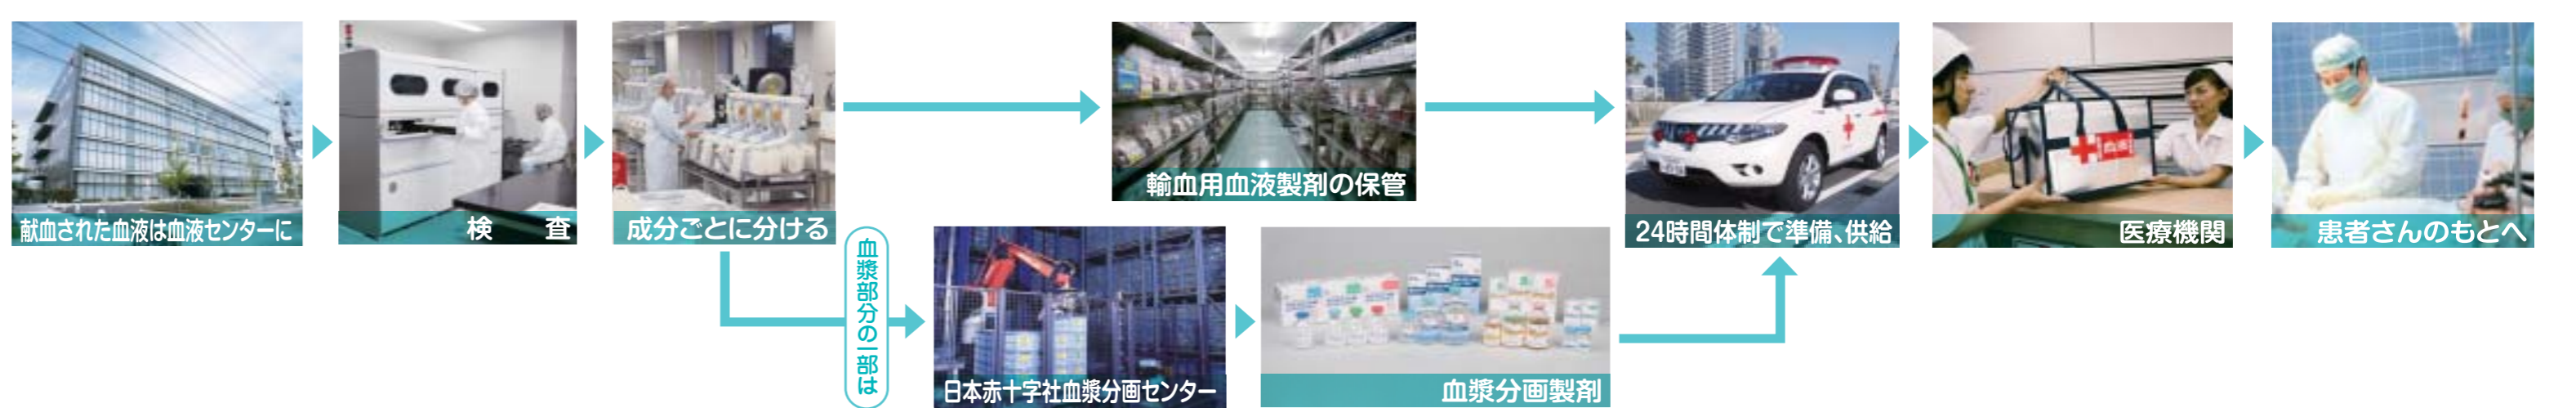 献血された血液は血液センターに
検 査
成分ごとに分ける
輸血用血液製剤の保管
血漿部分の一部は
日本赤十字社血漿分画センター
血漿分画製剤
24時間体制で準備、供給
医療機関
血液
患者さんのもとへ